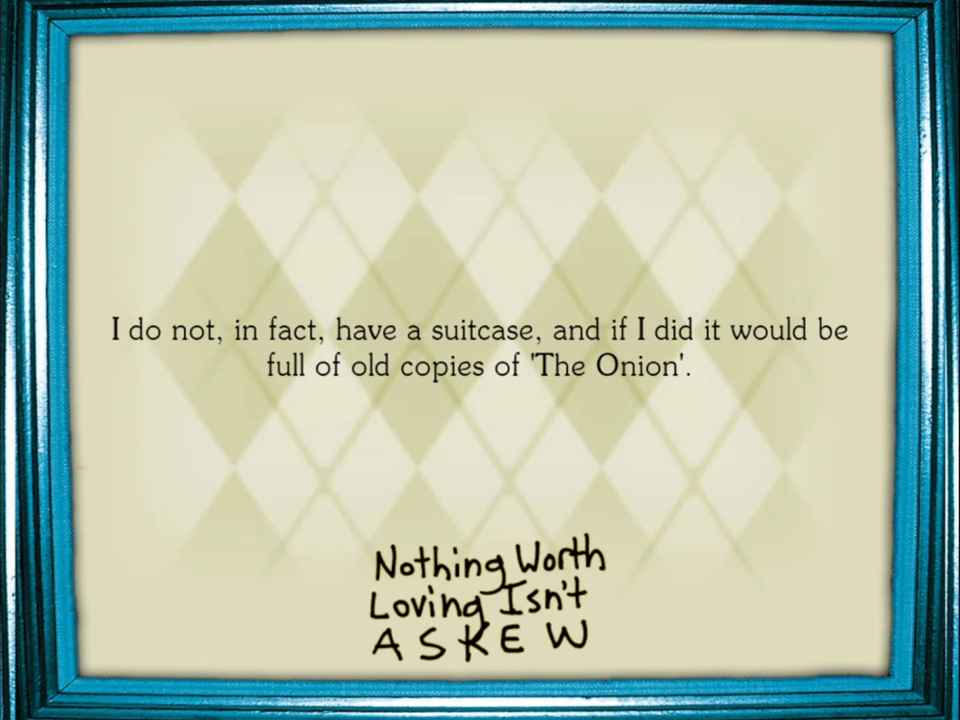 I do not, in fact, have a suitcase, and if I did it would be
full of old copies of 'The Onion'.
Nothing Worth
Loving Isn't
ASKEW